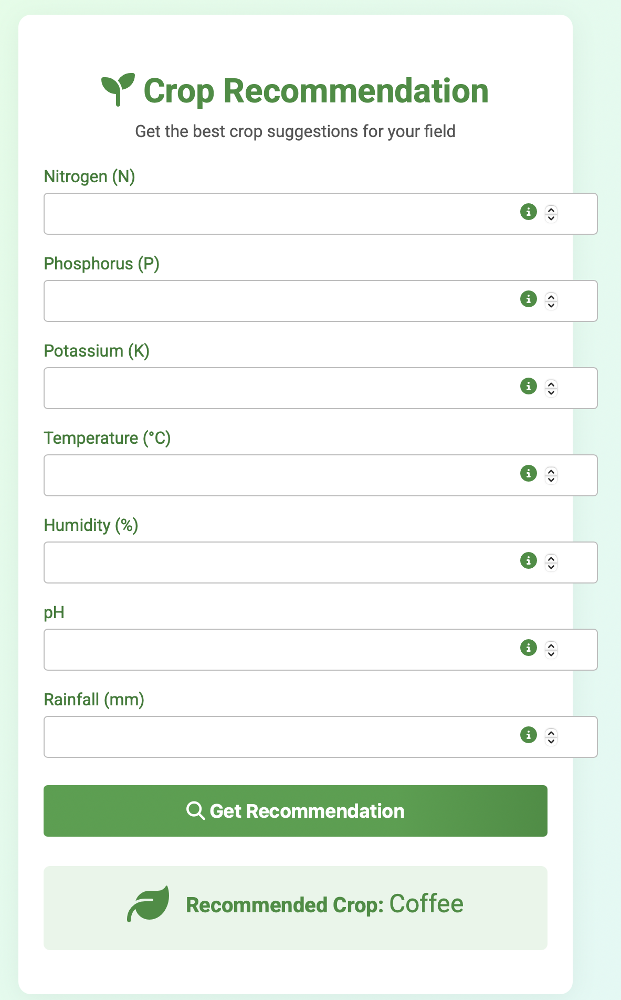 Crop Recommendation
Get the best crop suggestions for your field
Nitrogen (N)
Phosphorus (P)
Potassium (K)
Temperature (°C)
Humidity (%)
pH
Rainfall (mm)
Get Recommendation
Recommended Crop: Coffee